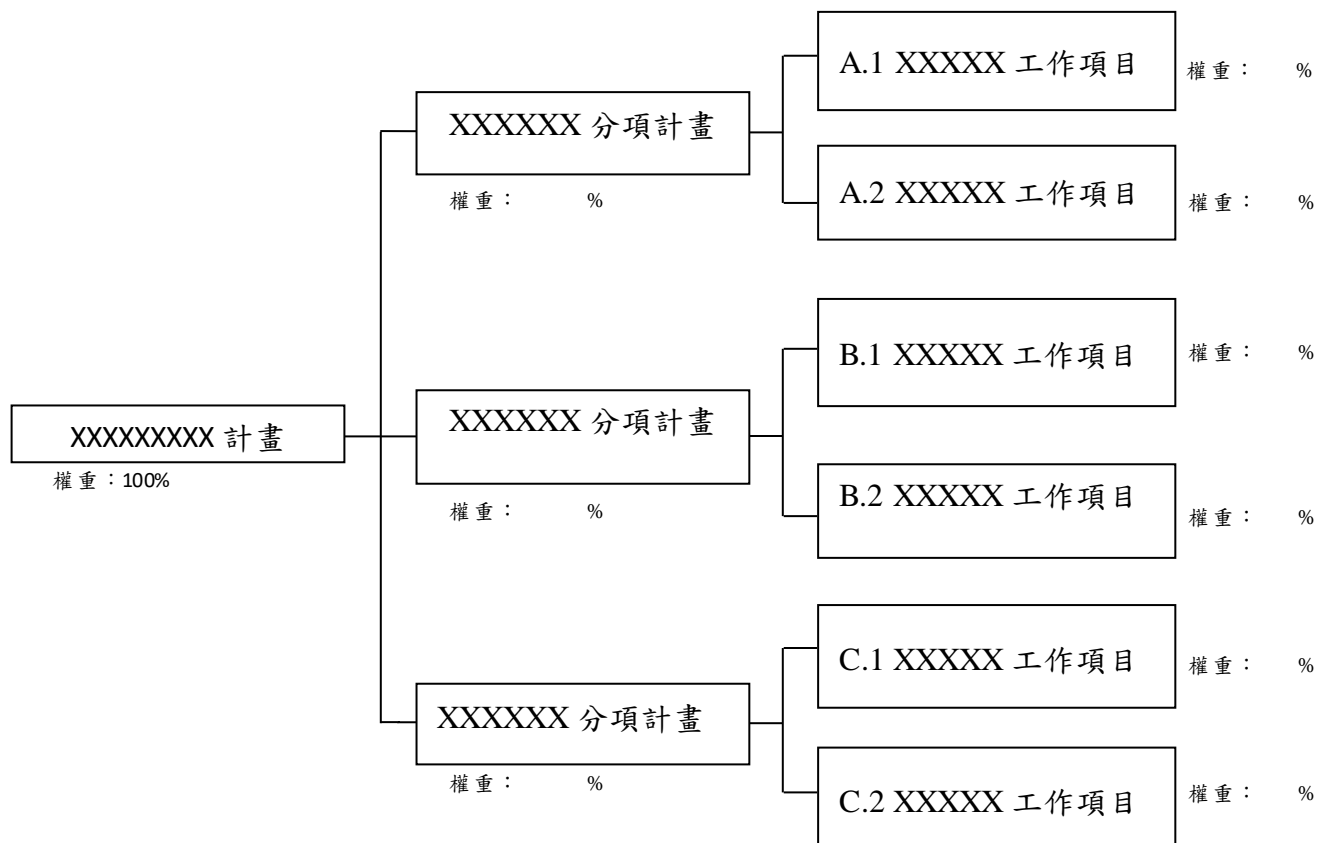 A.1 XXXXX 工作項目
權重： %
XXXXXX 分項計畫
權重： %
A.2 XXXXX 工作項目
權重： %
B.1 XXXXX 工作項目
權重： %
XXXXXXXXX 計畫
權重：100%
XXXXXX 分項計畫
權重： %
B.2 XXXXX 工作項目
權重： %
C.1 XXXXX 工作項目
權重： %
XXXXXX 分項計畫
權重： %
C.2 XXXXX 工作項目
權重： %